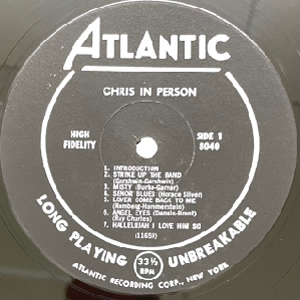 ATLANTIC
CHRIS IN PERSON
HIGH
FIDELITY
SIDE 1
8040
1. INTRODUCTION
2. STRIKE UP THE BAND
(Gershwin-Gershwin)
3. MISTY (Burke-Garner)
4. SENOR BLUES (Horace Silver)
5. LOVER COME BACK TO ME
(Romberg-Hammerstein)
6. ANGEL EYES (Dennis-Brent)
(Ray Charles)
7. HALLELUJAH I LOVE HIM SO
(11659)
LONG PLAYING 33⅓ RPM UNBREAKABLE
ATLANTIC RECORDING CORP., NEW YORK